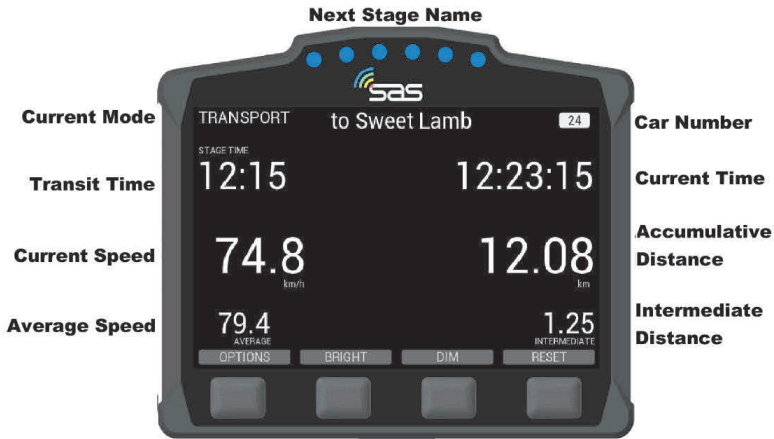 Next Stage Name
sas
Current Mode
TRANSPORT
to Sweet Lamb
24
Car Number
STAGE TIME
Transit Time
12:15
12:23:15
Current Time
Current Speed
74.8
km/h
12.08
km
Accumulative
Distance
Average Speed
79.4
AVERAGE
1.25
INTERMEDIATE
Intermediate
Distance
OPTIONS
BRIGHT
DIM
RESET